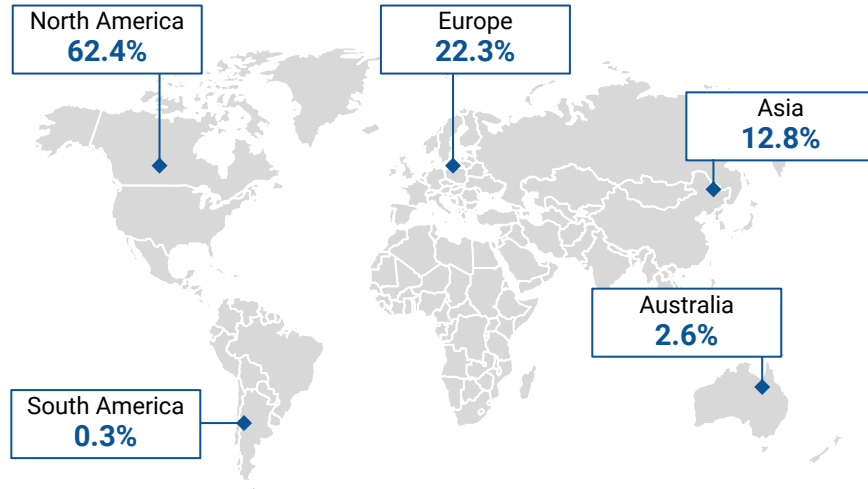 North America
62.4%
Europe
22.3%
Asia
12.8%
Australia
2.6%
South America
0.3%